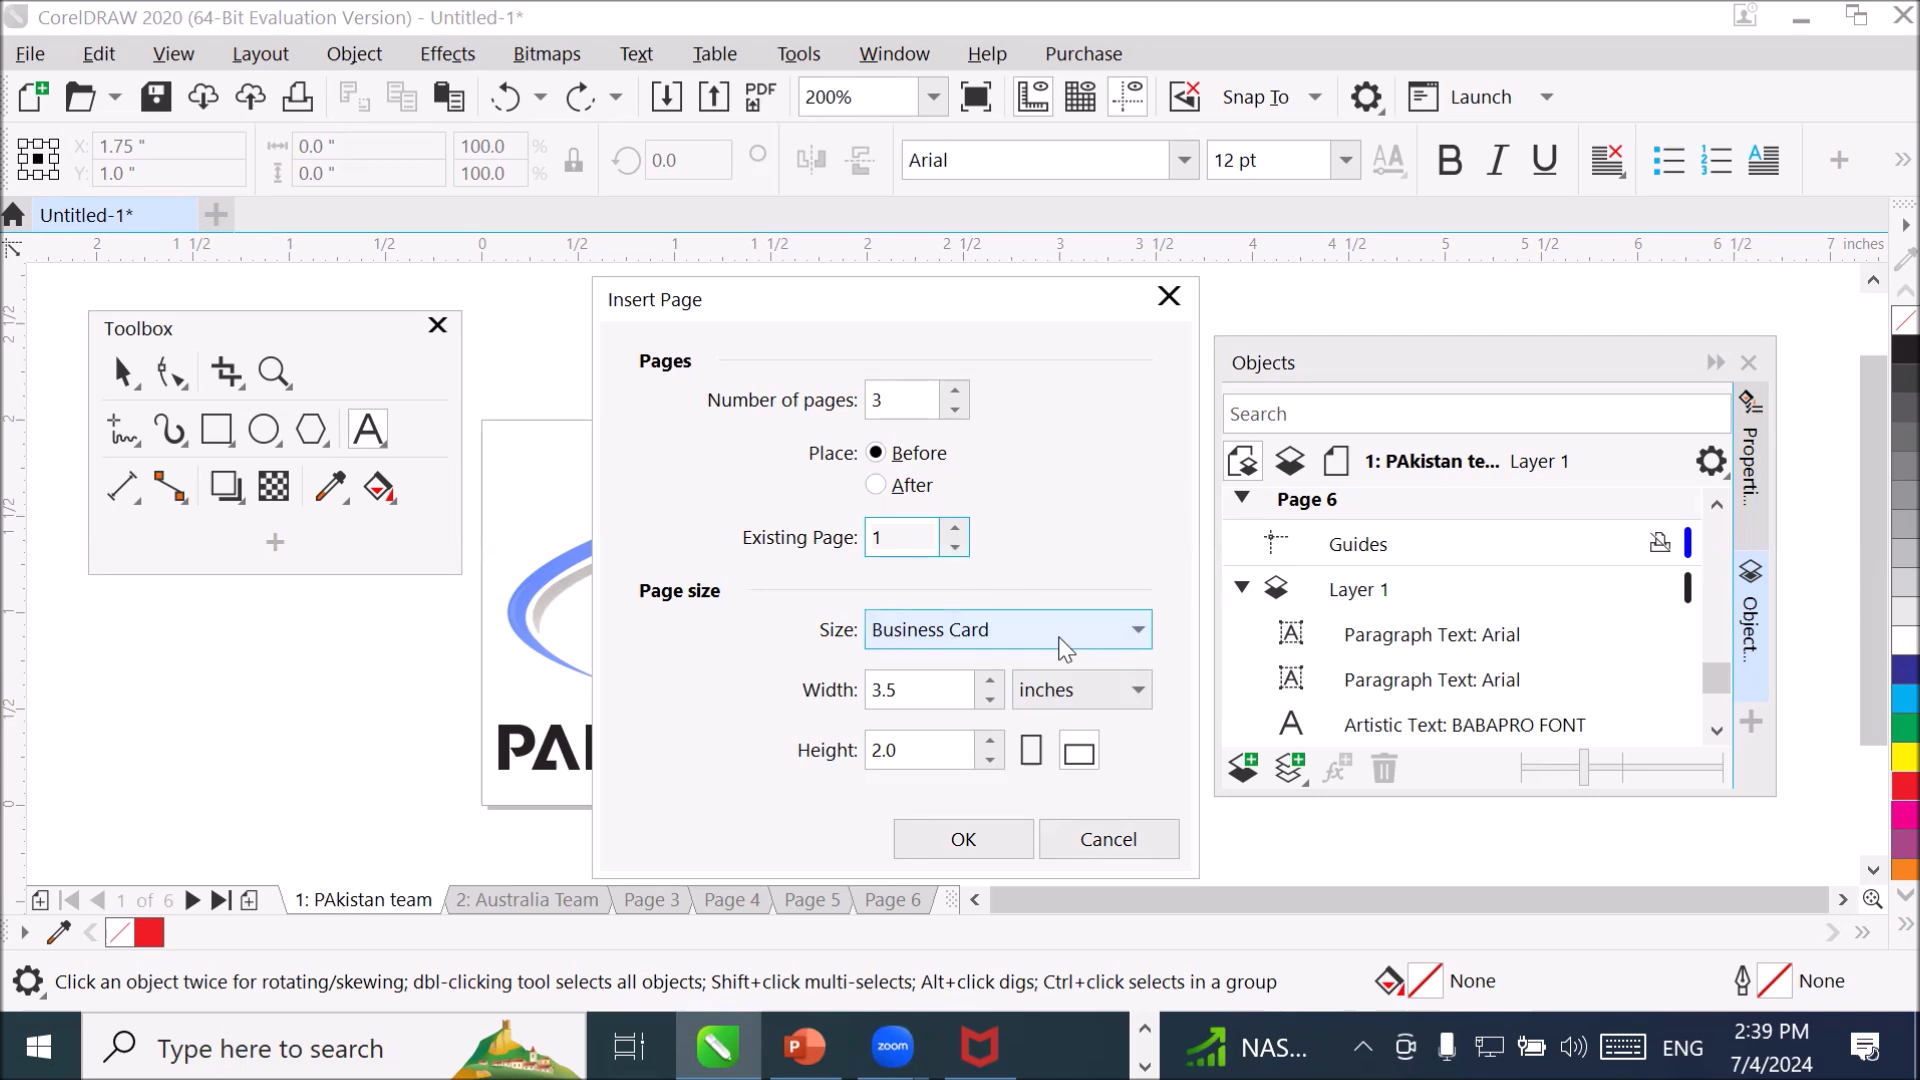 CorelDRAW 2020 (64-Bit Evaluation Version) - Untitled-1*
File Edit View Layout Object Effects Bitmaps Text Table Tools Window Help Purchase
PDF 200% Snap To Launch
X: 1.75 " 0.0 " 100.0 %
Y: 1.0 " 0.0 " 100.0 %
0.0
Arial 12 pt
Untitled-1*
2 1 1/2 1 1/2 0 1/2 1 1 1/2 2 2 1/2 3 3 1/2 4 4 1/2 5 5 1/2 6 6 1/2 7 inches
Toolbox
Insert Page
Pages
Number of pages: 3
Place: Before
After
Existing Page: 1
Page size
Size: Business Card
Width: 3.5 inches
Height: 2.0
OK Cancel
Objects
Search
1: PAkistan te... Layer 1
Page 6
Guides
Layer 1
Paragraph Text: Arial
Paragraph Text: Arial
Artistic Text: BABAPRO FONT
Properti...
Object...
PA
1 of 6 1: PAkistan team 2: Australia Team Page 3 Page 4 Page 5 Page 6
Click an object twice for rotating/skewing; dbl-clicking tool selects all objects; Shift+click multi-selects; Alt+click digs; Ctrl+click selects in a group
None None
Type here to search
zoom
NAS...
ENG
2:39 PM
7/4/2024